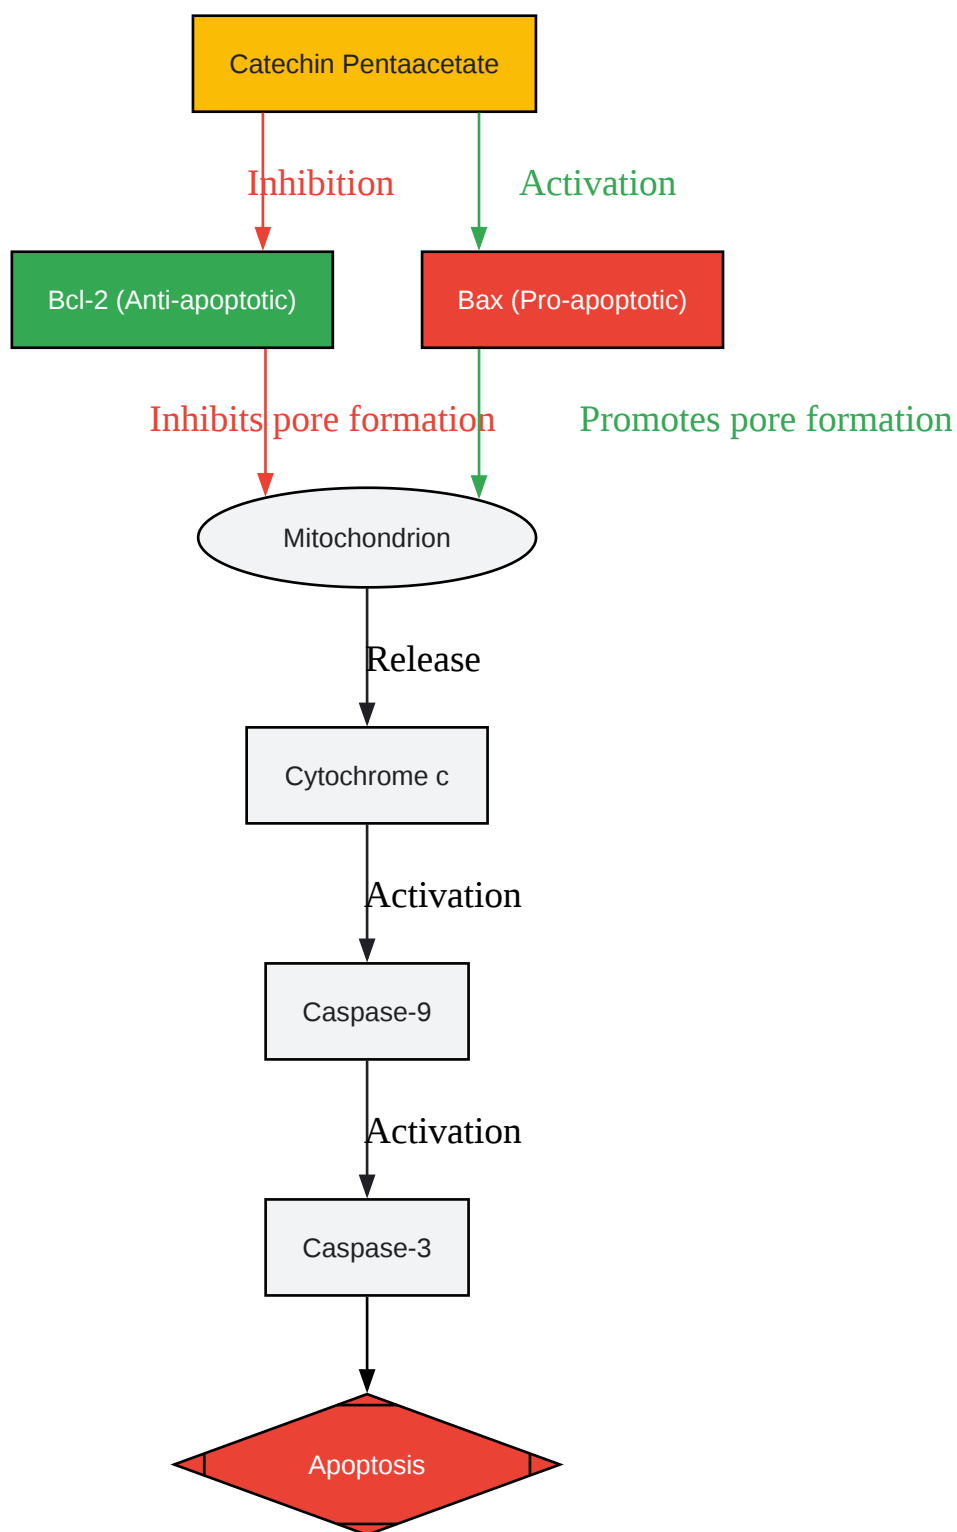 Catechin Pentaacetate
Inhibition
Activation
Bcl-2 (Anti-apoptotic)
Bax (Pro-apoptotic)
Inhibits pore formation
Promotes pore formation
Mitochondrion
Release
Cytochrome c
Activation
Caspase-9
Activation
Caspase-3
Apoptosis